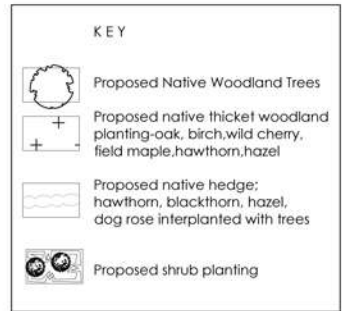 KEY
Proposed Native Woodland Trees
Proposed native thicket woodland
planting-oak, birch,wild cherry,
field maple,hawthorn,hazel
Proposed native hedge;
hawthorn, blackthorn, hazel,
dog rose interplanted with trees
Proposed shrub planting